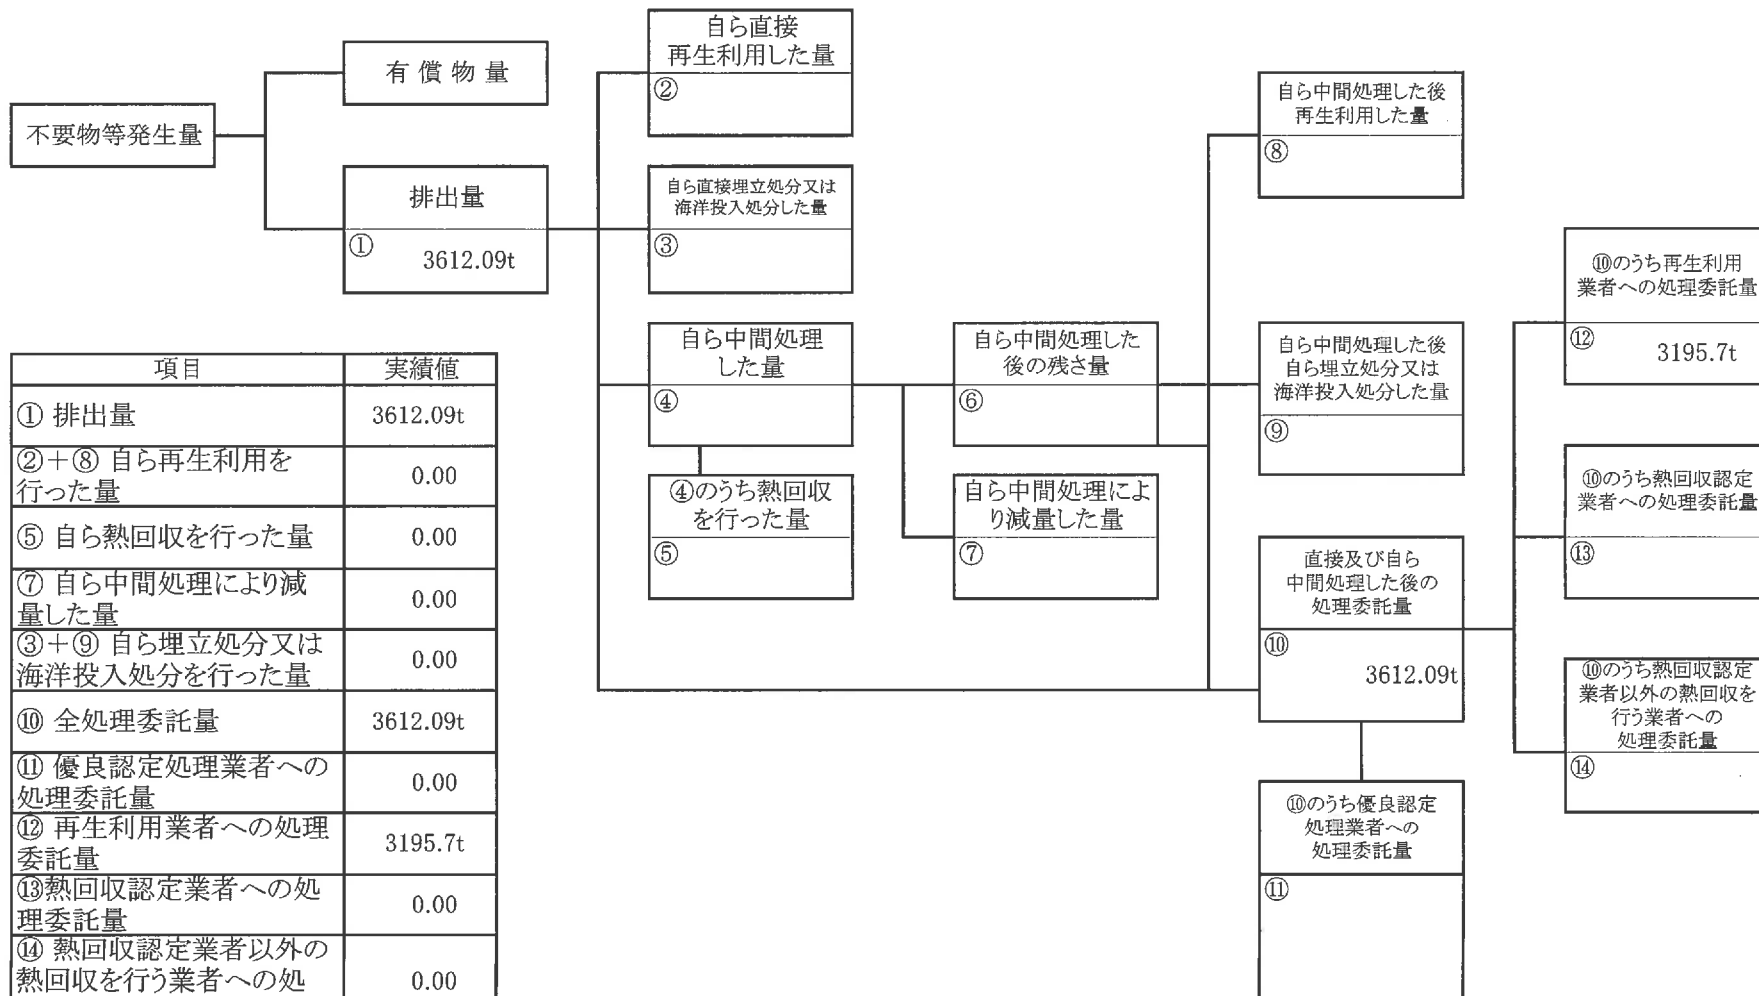 不要物等発生量
有償物量
排出量
①
3612.09t
自ら直接
再生利用した量
②
自ら直接埋立処分又は
海洋投入処分した量
③
自ら中間処理
した量
④
④のうち熱回収
を行った量
⑤
自ら中間処理した
後の残さ量
⑥
自ら中間処理によ
り減量した量
⑦
自ら中間処理した後
再生利用した量
⑧
自ら中間処理した後
自ら埋立処分又は
海洋投入処分した量
⑨
直接及び自ら
中間処理した後の
処理委託量
⑩
3612.09t
⑩のうち優良認定
処理業者への
処理委託量
⑪
⑩のうち再生利用
業者への処理委託量
⑫
3195.7t
⑩のうち熱回収認定
業者への処理委託量
⑬
⑩のうち熱回収認定
業者以外の熱回収を
行う業者への
処理委託量
⑭
項目 実績値
① 排出量 3612.09t
②＋⑧ 自ら再生利用を
行った量 0.00
⑤ 自ら熱回収を行った量 0.00
⑦ 自ら中間処理により減
量した量 0.00
③＋⑨ 自ら埋立処分又は
海洋投入処分を行った量 0.00
⑩ 全処理委託量 3612.09t
⑪ 優良認定処理業者への
処理委託量 0.00
⑫ 再生利用業者への処理
委託量 3195.7t
⑬熱回収認定業者への処
理委託量 0.00
⑭ 熱回収認定業者以外の
熱回収を行う業者への処 0.00